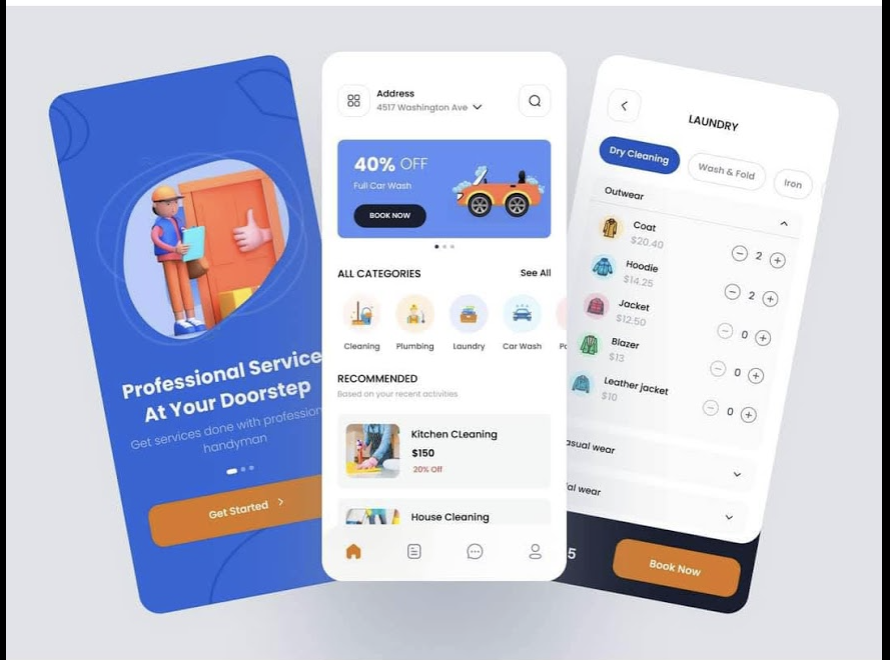 Professional Service
At Your Doorstep
Get services done with profession
handyman
Get Started
Address
4517 Washington Ave
40% OFF
Full Car Wash
BOOK NOW
ALL CATEGORIES
See All
Cleaning
Plumbing
Laundry
Car Wash
RECOMMENDED
Based on your recent activities
Kitchen CLeaning
$150
20% Off
House Cleaning
LAUNDRY
Dry Cleaning
Wash & Fold
Iron
Outwear
Coat
$20.40
2
Hoodie
$14.25
2
Jacket
$12.50
0
Blazer
$13
0
Leather jacket
$10
0
asual wear
al wear
5
Book Now